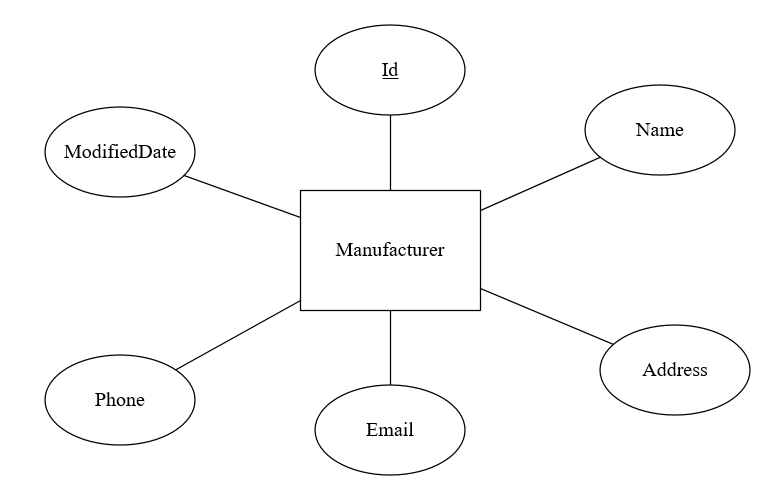 Id
Name
ModifiedDate
Manufacturer
Address
Phone
Email